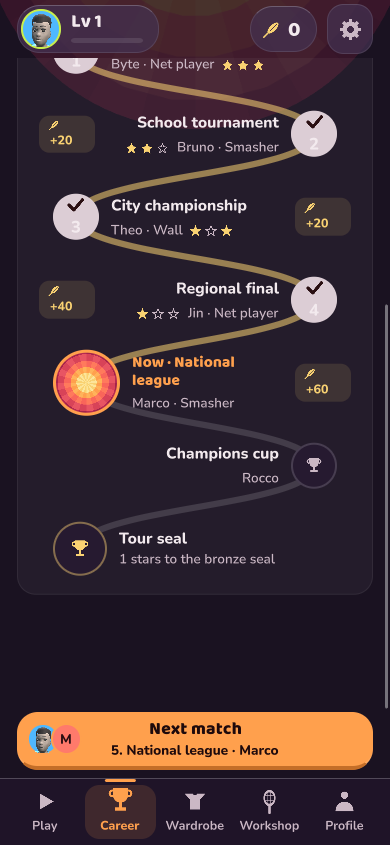 Lv 1
0
1
Byte · Net player
School tournament
+20
Bruno · Smasher
2
City championship
3
Theo · Wall
+20
Regional final
+40
Jin · Net player
4
Now · National
league
Marco · Smasher
+60
Champions cup
Rocco
Tour seal
1 stars to the bronze seal
Next match
M
5. National league · Marco
Play
Career
Wardrobe
Workshop
Profile